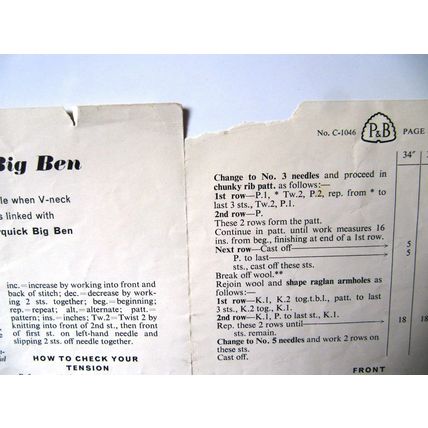 Big Ben
le when V-neck
s linked with
rquick Big Ben
inc.=increase by working into front and
back of stitch; dec.=decrease by work-
ing 2 sts. together; beg.=beginning;
rep.=repeat; alt.=alternate; patt.=
pattern; ins.=inches; Tw.2=Twist 2 by
knitting into front of 2nd st., then front
of first st. on left-hand needle and
slipping 2 sts. off needle together.
HOW TO CHECK YOUR
TENSION
No. C-1046 P&B PAGE
34"
Change to No. 3 needles and proceed in
chunky rib patt. as follows:—
1st row—P.1, * Tw.2, P.2, rep. from * to
last 3 sts., Tw.2, P.1.
2nd row—P.
These 2 rows form the patt.
Continue in patt. until work measures 16
ins. from beg., finishing at end of a 1st row.
Next row—Cast off 5
P. to last 5
sts., cast off these sts.
Break off wool.
Rejoin wool and shape raglan armholes as
follows:—
1st row—K.1, K.2 tog.t.b.l., patt. to last
3 sts., K.2 tog., K.1.
2nd row—K.1, P. to last st., K.1.
Rep. these 2 rows until 18 18
sts. remain.
Change to No. 5 needles and work 2 rows on
these sts.
Cast off.
FRONT